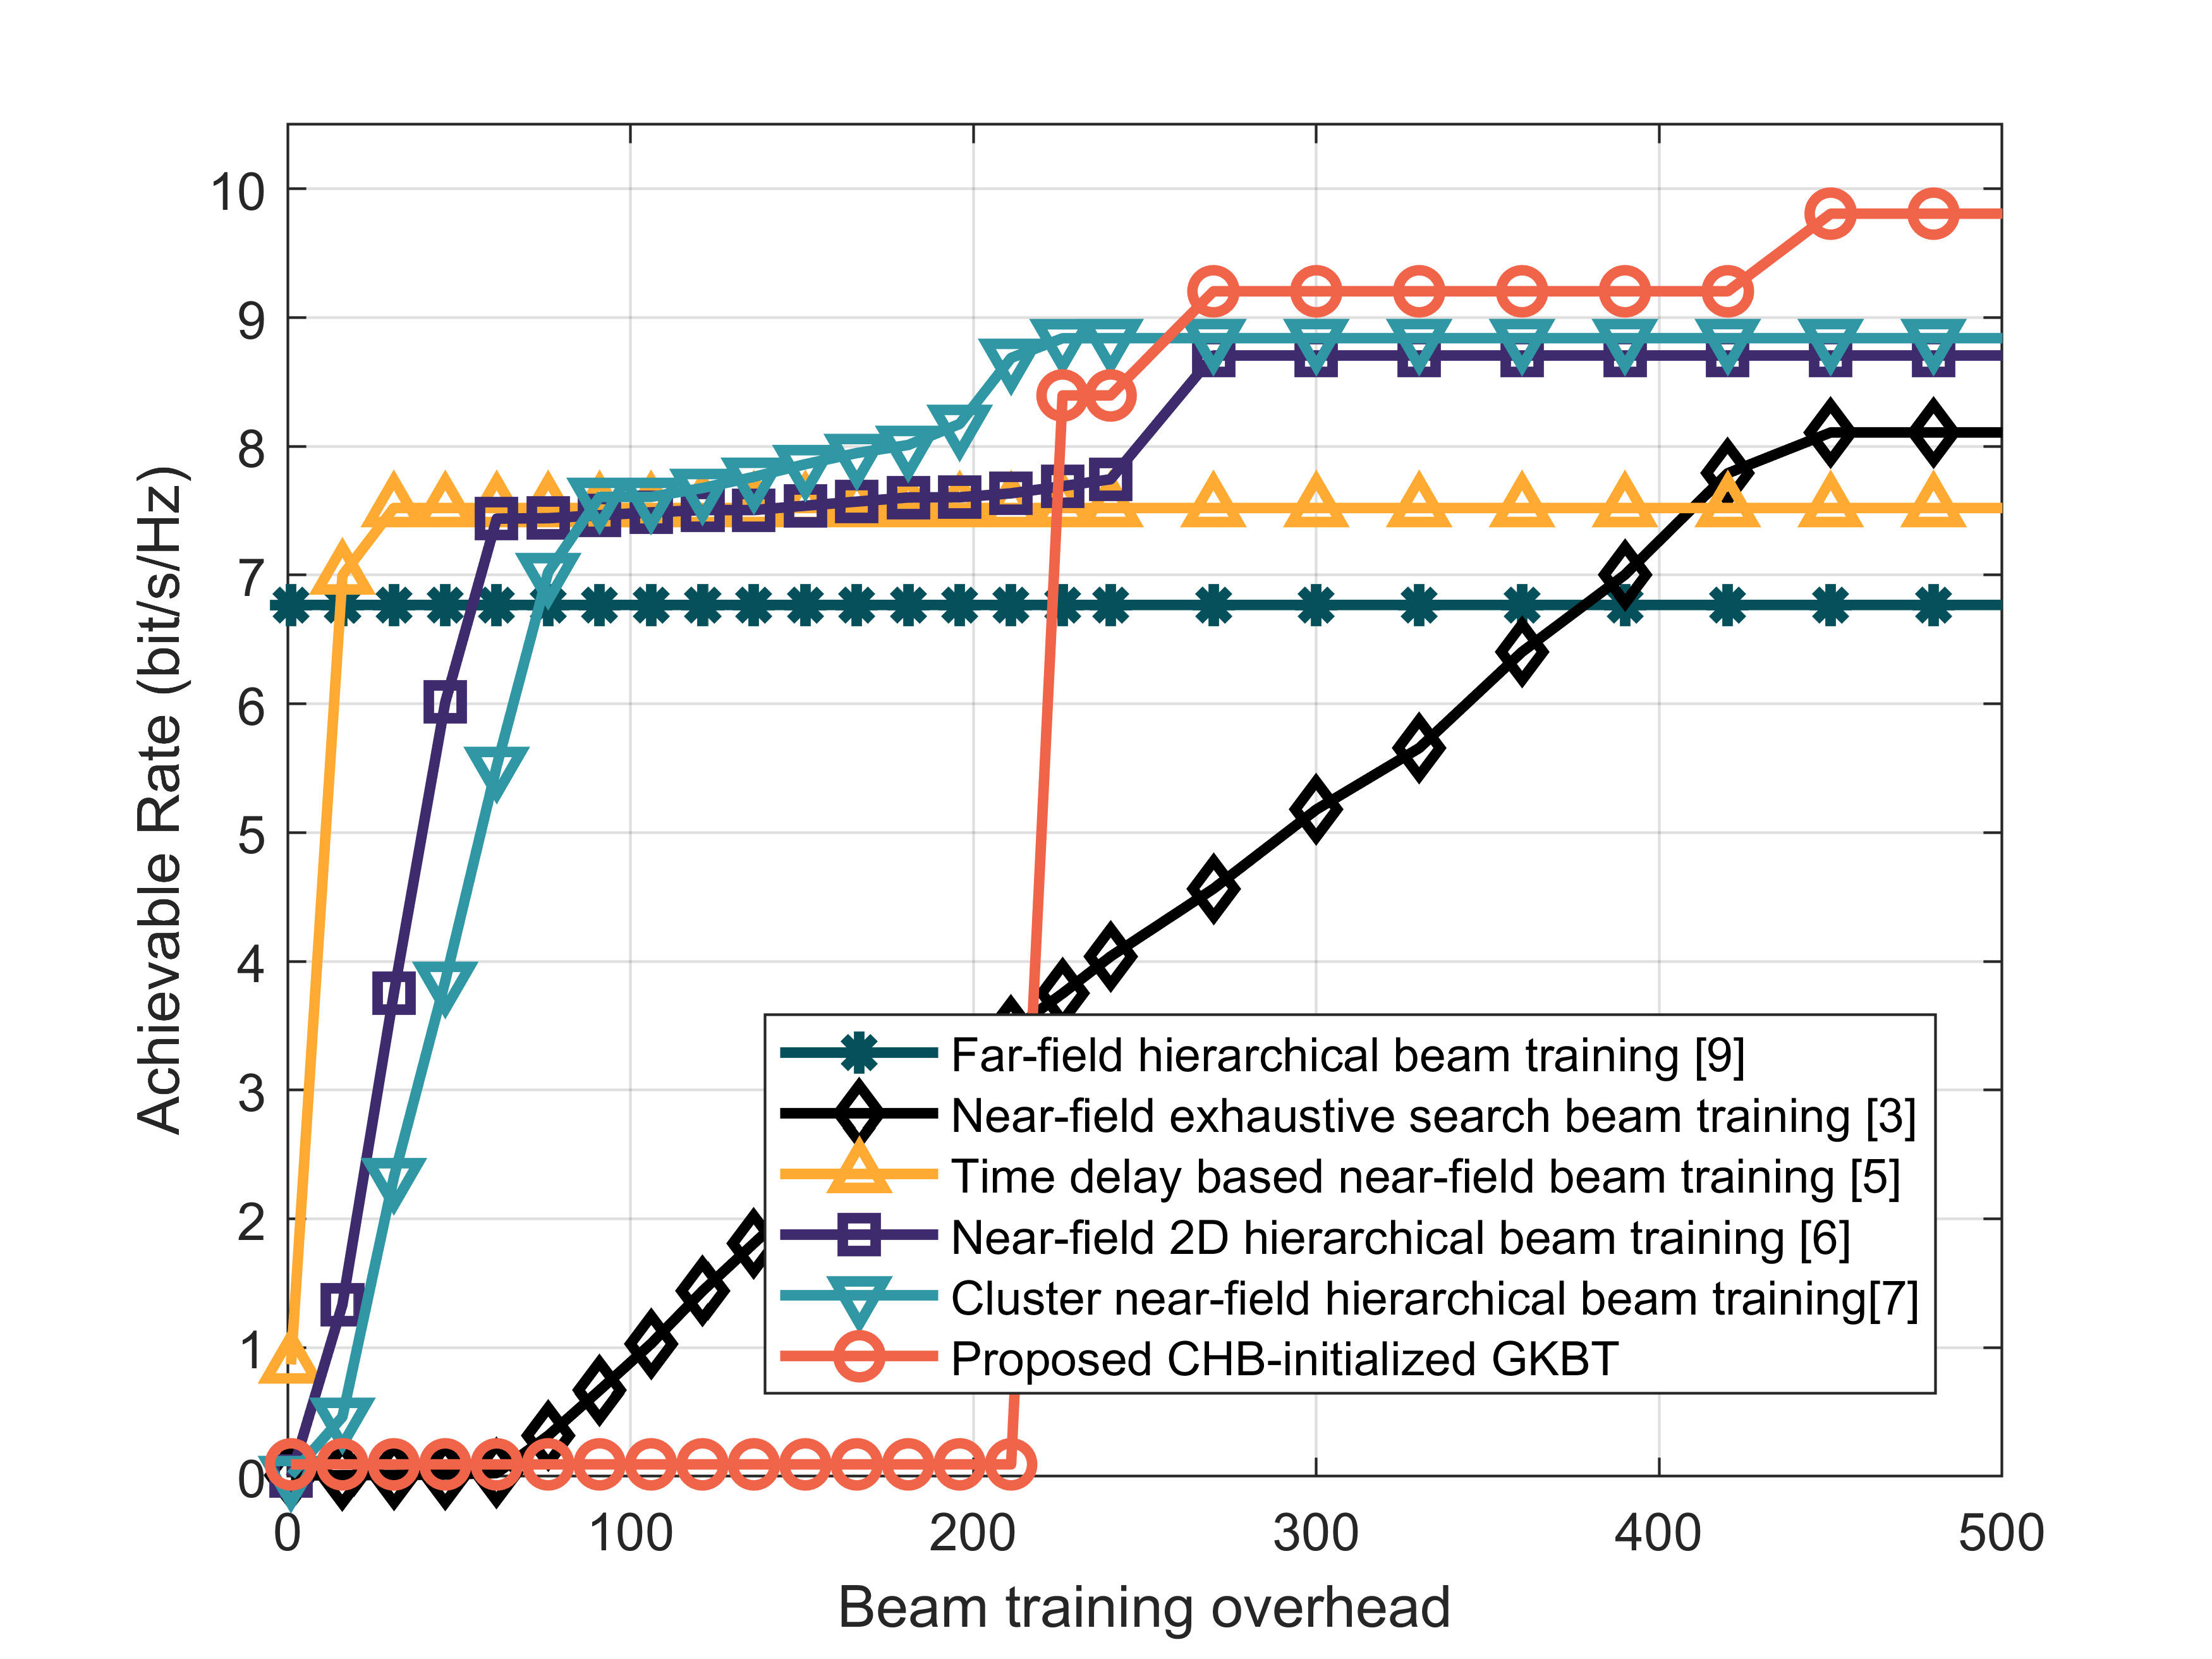 Achievable Rate (bit/s/Hz)
10
9
8
7
6
5
4
3
2
1
0
Far-field hierarchical beam training [9]
Near-field exhaustive search beam training [3]
Time delay based near-field beam training [5]
Near-field 2D hierarchical beam training [6]
Cluster near-field hierarchical beam training[7]
Proposed CHB-initialized GKBT
0 100 200 300 400 500
Beam training overhead